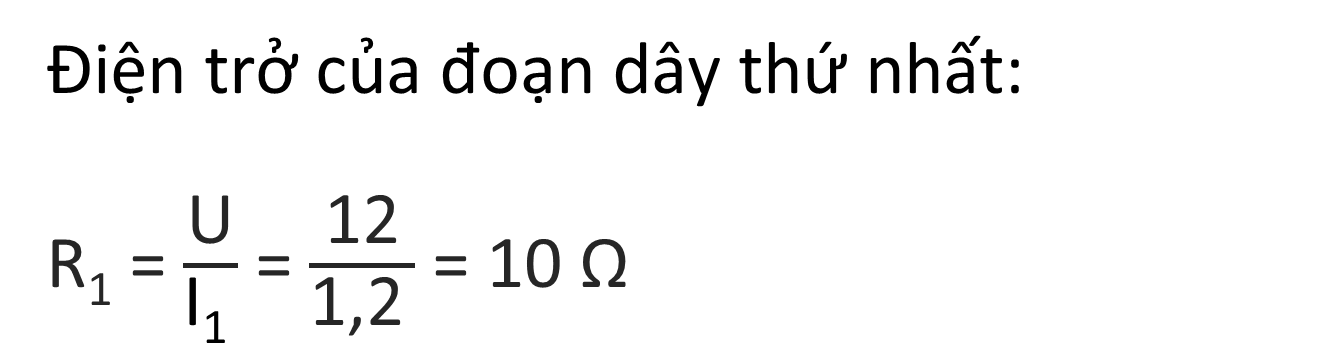 Điện trở của đoạn dây thứ nhất:
R₁ = U/I₁ = 12/1,2 = 10 Ω